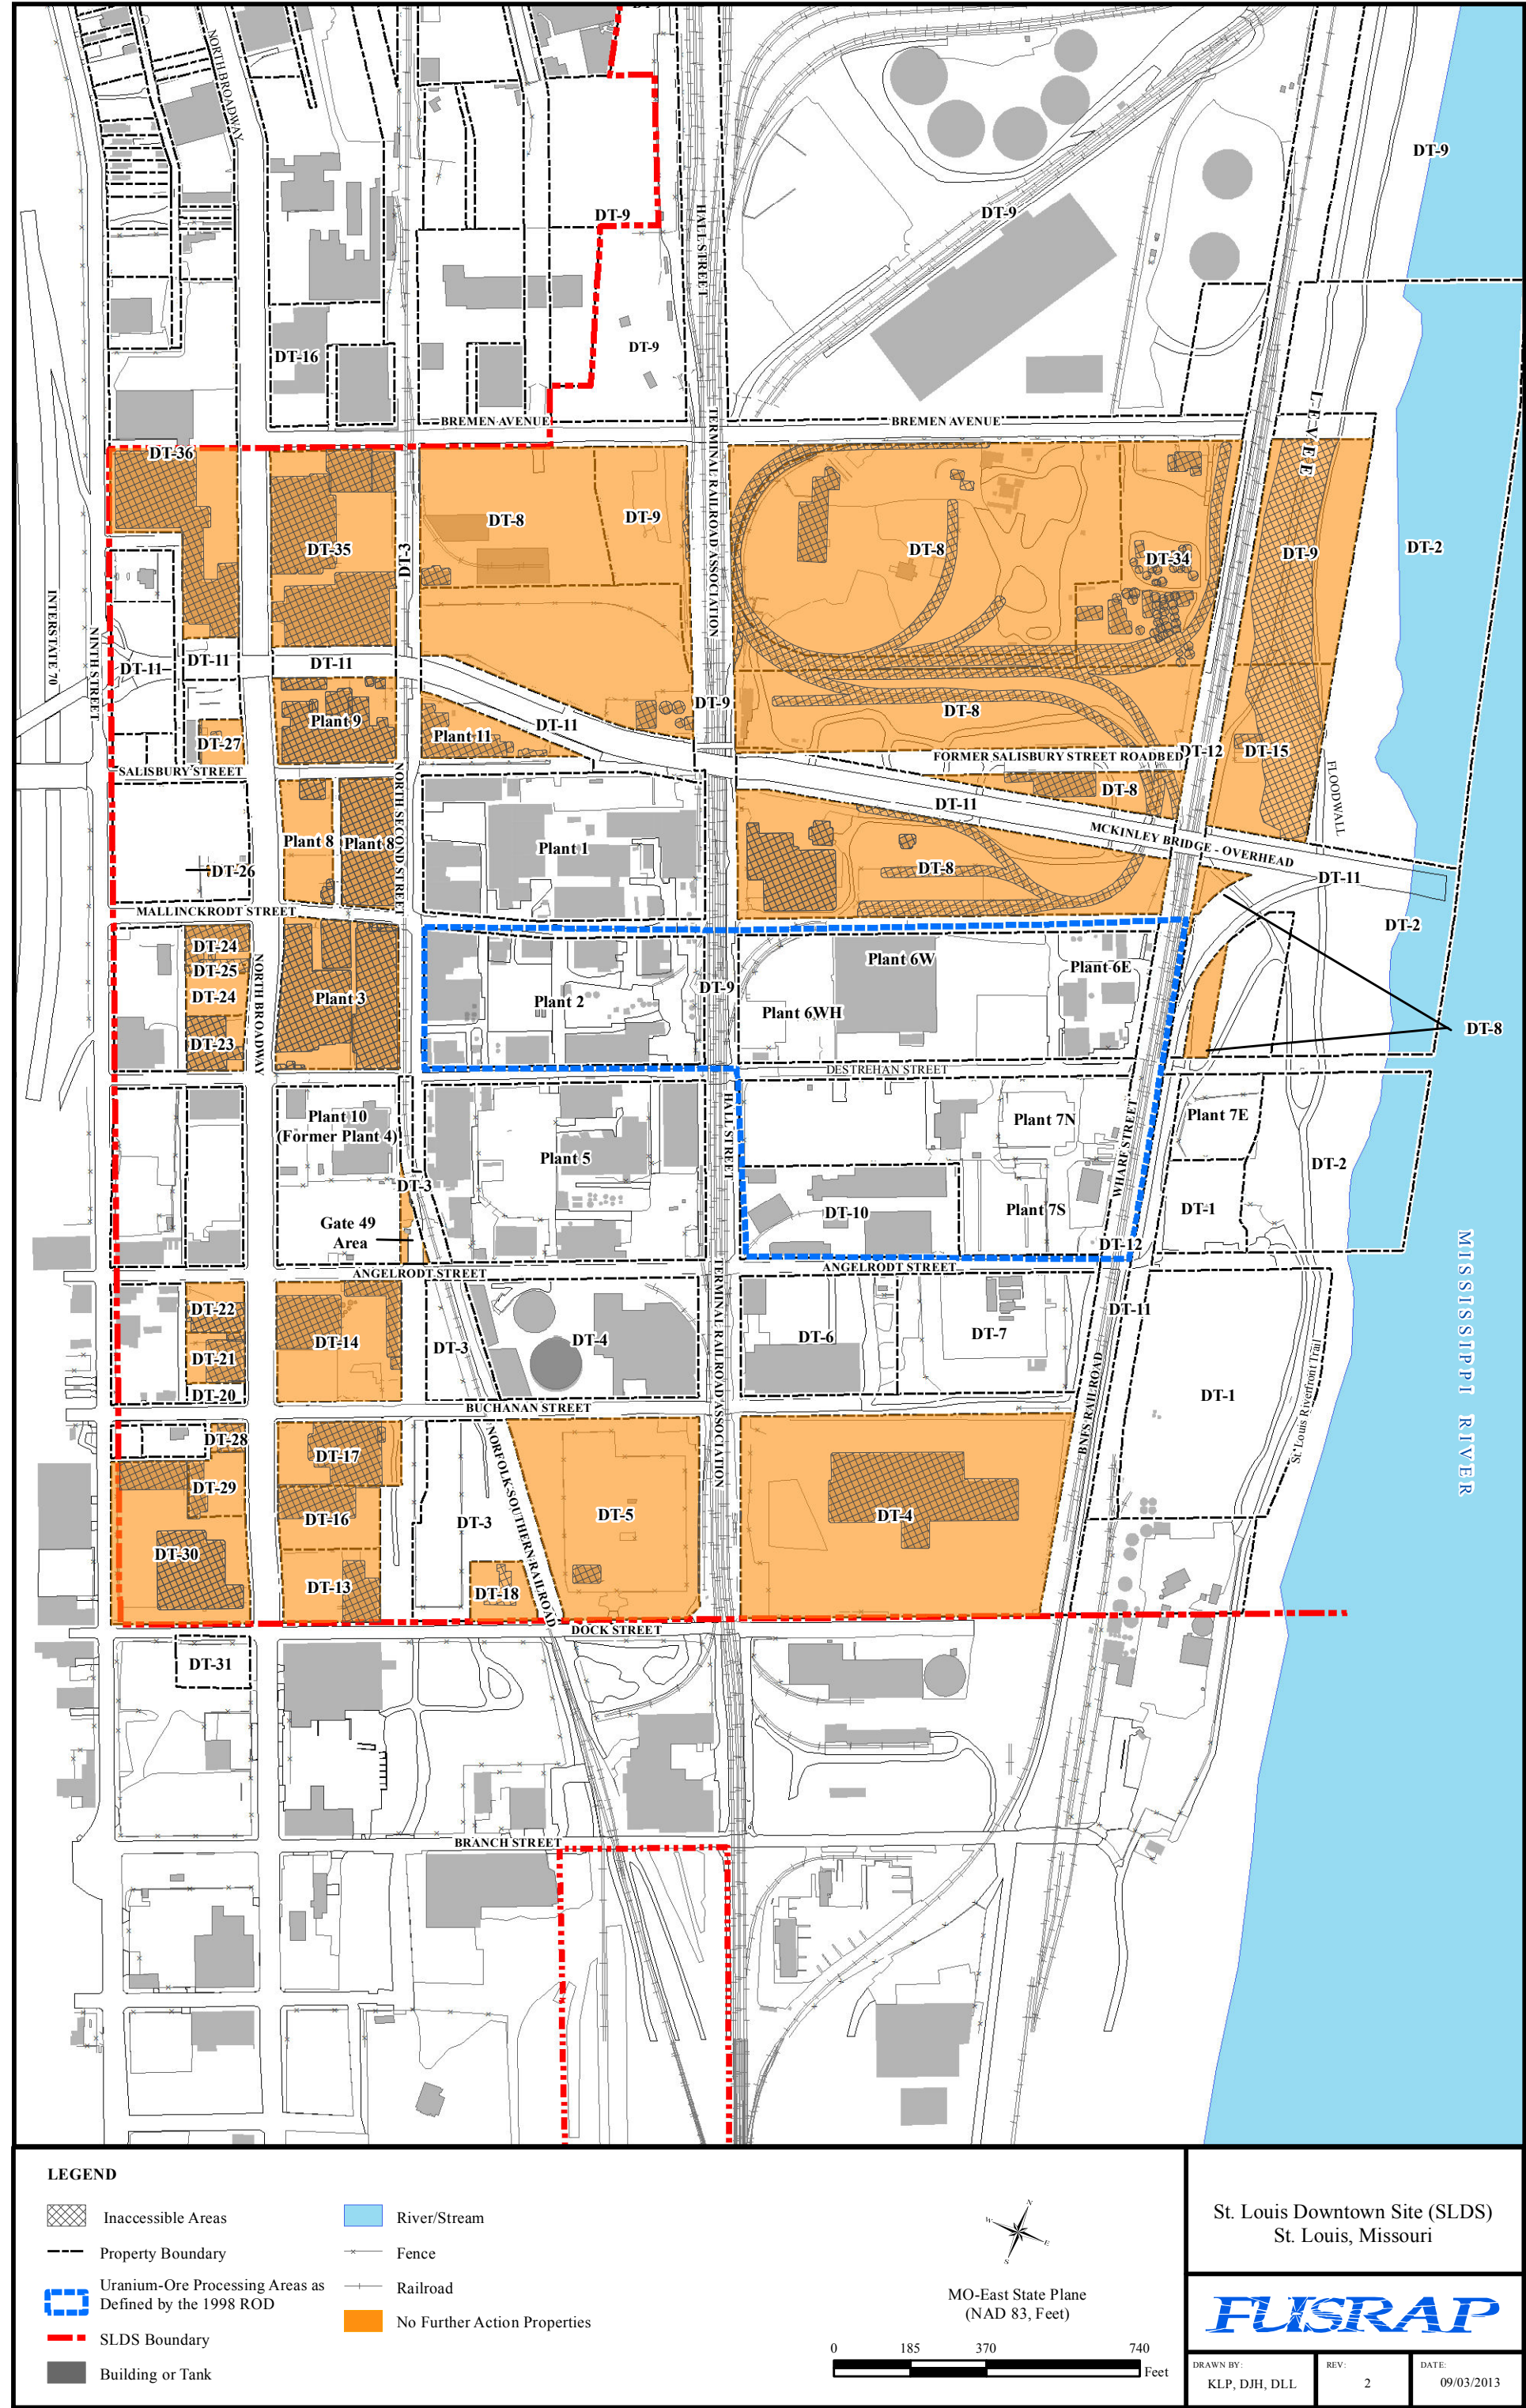 DT-9
NORTH BROADWAY
DT-9
DT-9
DT-9
HALL STREET
DT-16
DT-9
LEVEE
BREMEN AVENUE
BREMEN AVENUE
DT-36
TERMINAL RAILROAD ASSOCIATION
DT-8
DT-9
DT-35
DT-3
DT-8
DT-34
DT-9
DT-2
INTERSTATE 70
NINTH STREET
DT-11
DT-11
DT-11
DT-9
DT-8
Plant 9
DT-11
Plant 11
DT-27
FORMER SALISBURY STREET ROADBED
DT-12
DT-15
SALISBURY STREET
NORTH SECOND STREET
FLOODWALL
DT-8
DT-11
MCKINLEY BRIDGE - OVERHEAD
Plant 8
Plant 8
Plant 1
DT-26
DT-8
DT-11
MALLINCKRODT STREET
DT-2
DT-24
DT-25
DT-24
NORTH BROADWAY
Plant 3
Plant 2
DT-9
Plant 6W
Plant 6E
Plant 6WH
DT-8
DT-23
DESTREHAN STREET
Plant 10
(Former Plant 4)
HALL STREET
Plant 7N
Plant 7E
WHARF STREET
Plant 5
DT-2
DT-3
Gate 49
Area
DT-10
Plant 7S
DT-1
DT-12
ANGELRODT STREET
ANGELRODT STREET
MISSISSIPPI RIVER
DT-22
DT-11
DT-14
DT-3
DT-4
DT-6
DT-7
TERMINAL RAILROAD ASSOCIATION
DT-21
DT-20
DT-1
St. Louis Riverfront Trail
BUCHANAN STREET
BNFS RAILROAD
DT-28
DT-17
NORFOLK-SOUTHERN RAILROAD
DT-29
DT-16
DT-3
DT-5
DT-4
DT-30
DT-13
DT-18
DOCK STREET
DT-31
BRANCH STREET
LEGEND
Inaccessible Areas
Property Boundary
Uranium-Ore Processing Areas as
Defined by the 1998 ROD
SLDS Boundary
Building or Tank
River/Stream
Fence
Railroad
No Further Action Properties
N
W
E
S
MO-East State Plane
(NAD 83, Feet)
0 185 370 740
Feet
St. Louis Downtown Site (SLDS)
St. Louis, Missouri
FUSRAP
DRAWN BY:
KLP, DJH, DLL
REV:
2
DATE:
09/03/2013